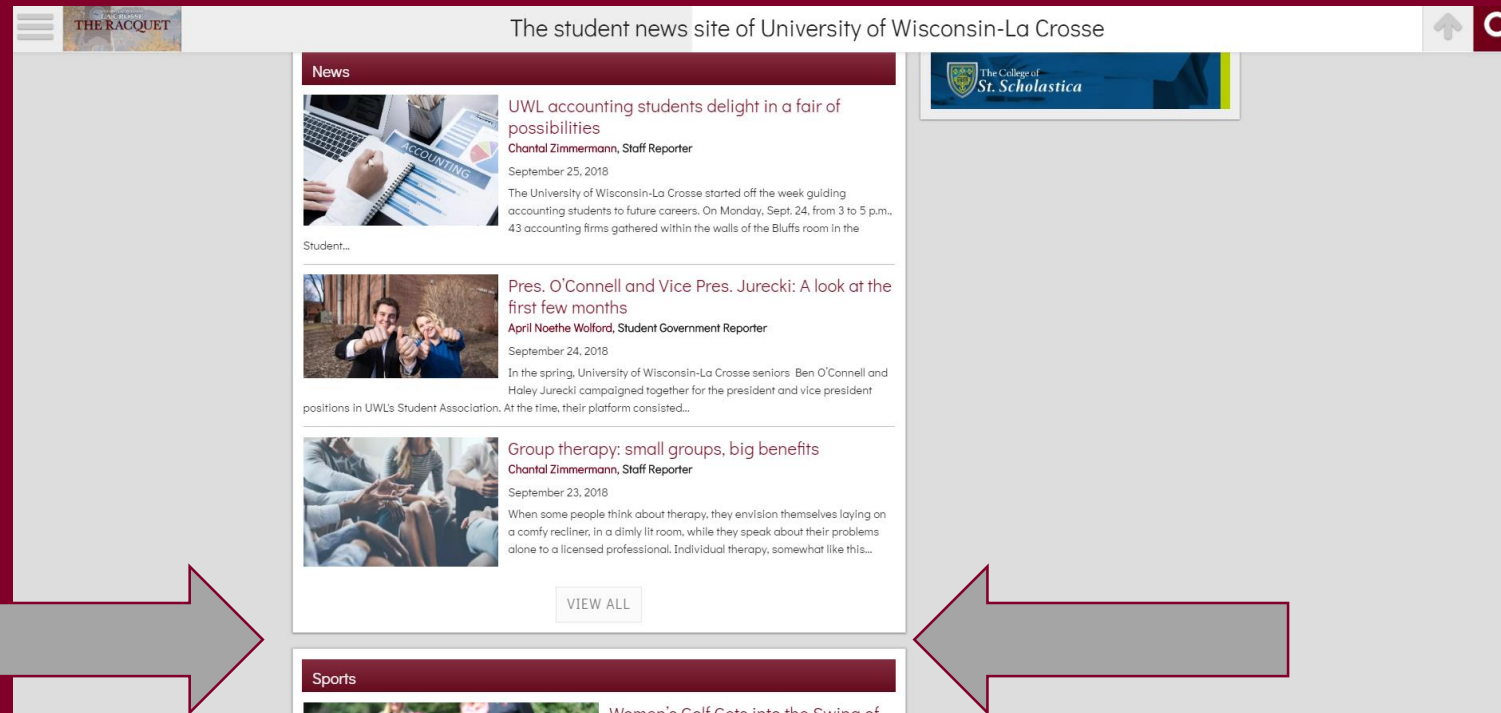 THE RACQUET
The student news site of University of Wisconsin-La Crosse
The College of
St. Scholastica
News
ACCOUNTING
UWL accounting students delight in a fair of
possibilities
Chantal Zimmermann, Staff Reporter
September 25, 2018
The University of Wisconsin-La Crosse started off the week guiding
accounting students to future careers. On Monday, Sept. 24, from 3 to 5 p.m.,
43 accounting firms gathered within the walls of the Bluffs room in the
Student...
Pres. O'Connell and Vice Pres. Jurecki: A look at the
first few months
April Noethe Wolford, Student Government Reporter
September 24, 2018
In the spring, University of Wisconsin-La Crosse seniors Ben O'Connell and
Haley Jurecki campaigned together for the president and vice president
positions in UWL's Student Association. At the time, their platform consisted...
Group therapy: small groups, big benefits
Chantal Zimmermann, Staff Reporter
September 23, 2018
When some people think about therapy, they envision themselves laying on
a comfy recliner, in a dimly lit room, while they speak about their problems
alone to a licensed professional. Individual therapy, somewhat like this...
VIEW ALL
Sports
Women's Golf Gets into the Swing of